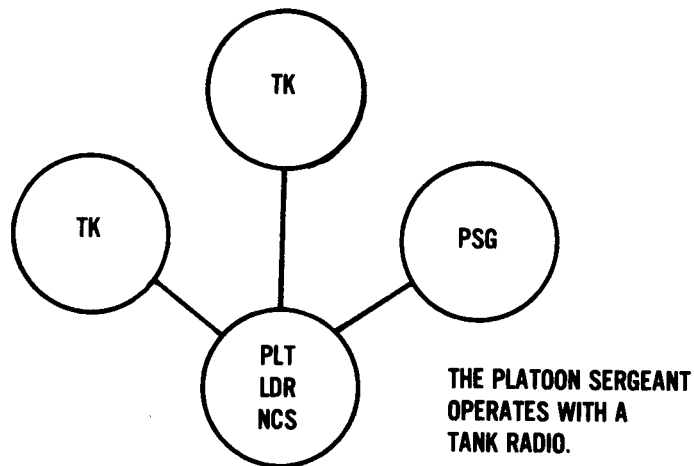 TK
TK
PSG
PLT
LDR
NCS
THE PLATOON SERGEANT
OPERATES WITH A
TANK RADIO.